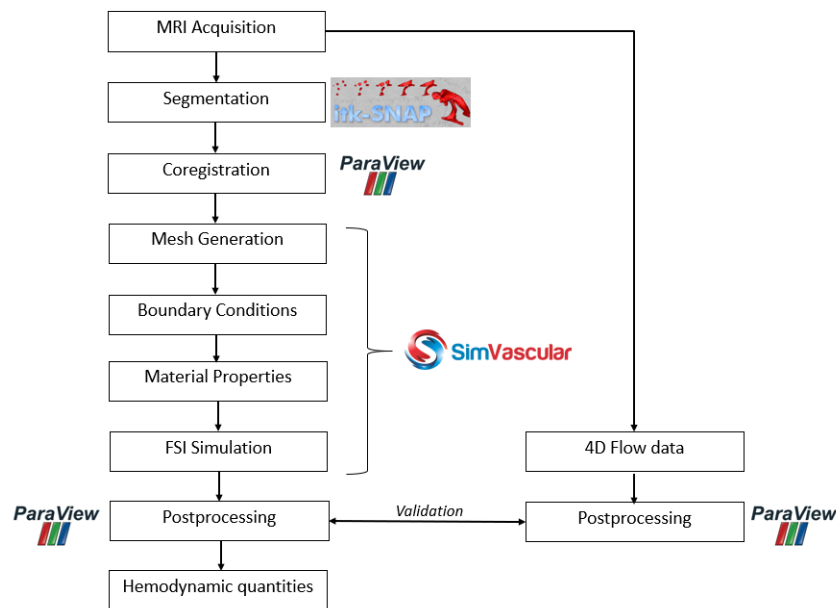 MRI Acquisition
Segmentation
itk-SNAP
Coregistration
ParaView
Mesh Generation
Boundary Conditions
SimVascular
Material Properties
FSI Simulation
4D Flow data
ParaView
Postprocessing
Validation
Postprocessing
ParaView
Hemodynamic quantities